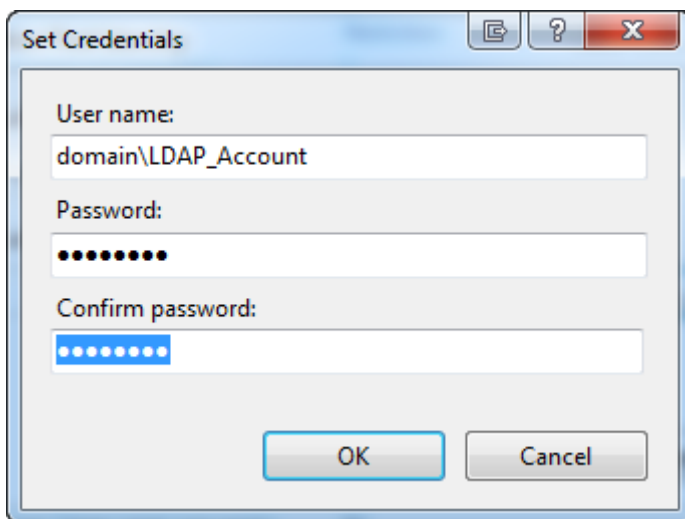 Set Credentials
User name:
domain\LDAP_Account
Password:
••••••••
Confirm password:
••••••••
OK
Cancel